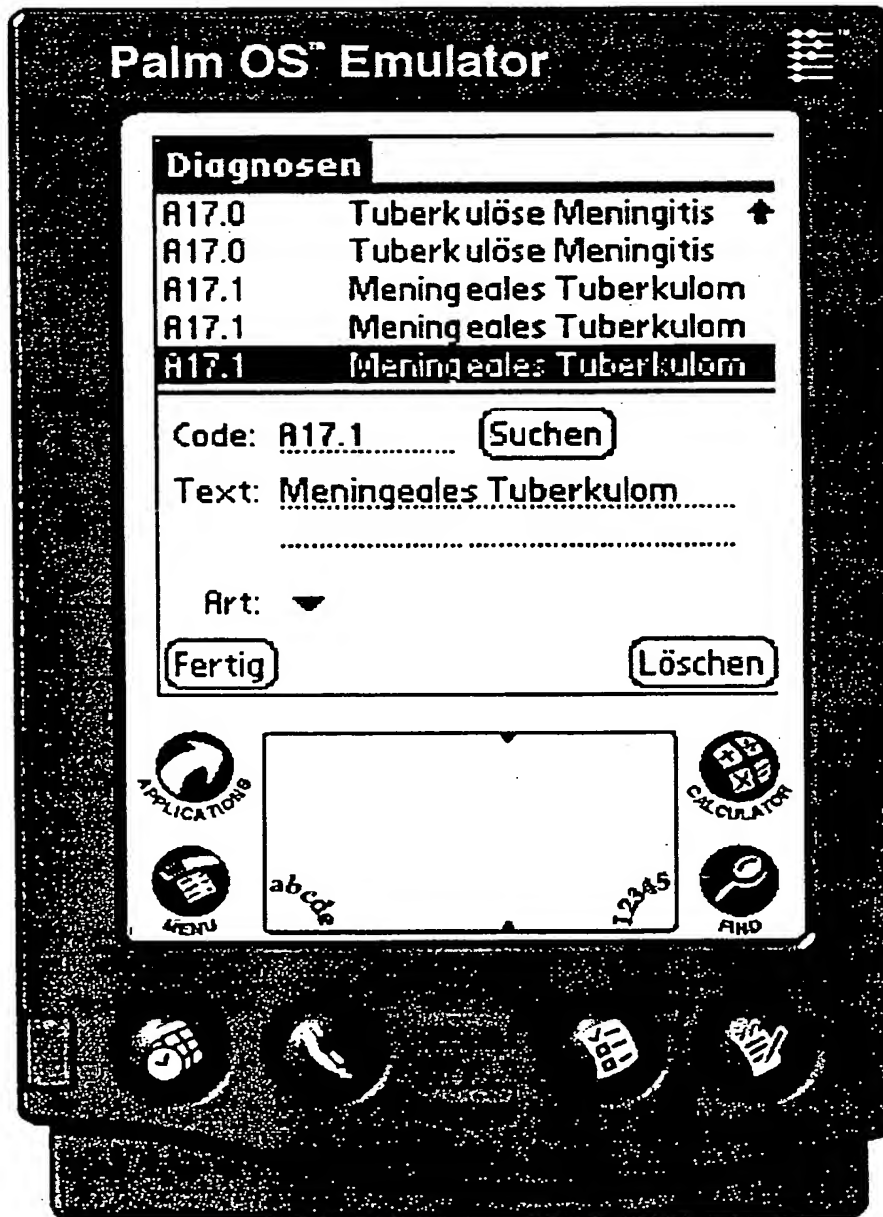 Palm OS™ Emulator
Diagnosen
A17.0 Tuberkulöse Meningitis
A17.0 Tuberkulöse Meningitis
A17.1 Meningeales Tuberkulom
A17.1 Meningeales Tuberkulom
A17.1 Meningeales Tuberkulom
Code: A17.1 Suchen
Text: Meningeales Tuberkulom
Art:
Fertig Löschen
APPLICATIONS CALCULATOR
abcde 12345
MENU FIND